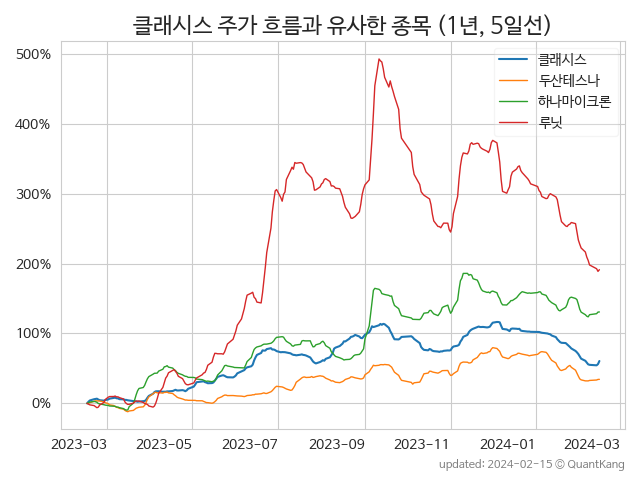 클래시스 주가 흐름과 유사한 종목 (1년, 5일선)
500%
400%
300%
200%
100%
0%
클래시스
두산테스나
하나마이크론
루닛
2023-03
2023-05
2023-07
2023-09
2023-11
2024-01
2024-03
updated: 2024-02-15 © QuantKang